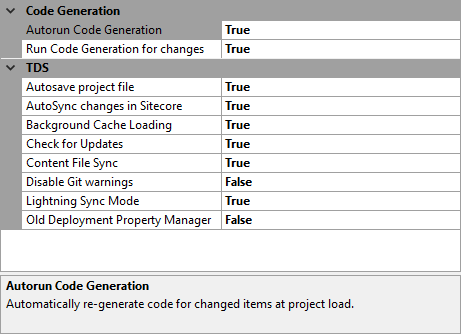 Code Generation
Autorun Code Generation True
Run Code Generation for changes True
TDS
Autosave project file True
AutoSync changes in Sitecore True
Background Cache Loading True
Check for Updates True
Content File Sync True
Disable Git warnings False
Lightning Sync Mode True
Old Deployment Property Manager False
Autorun Code Generation
Automatically re-generate code for changed items at project load.